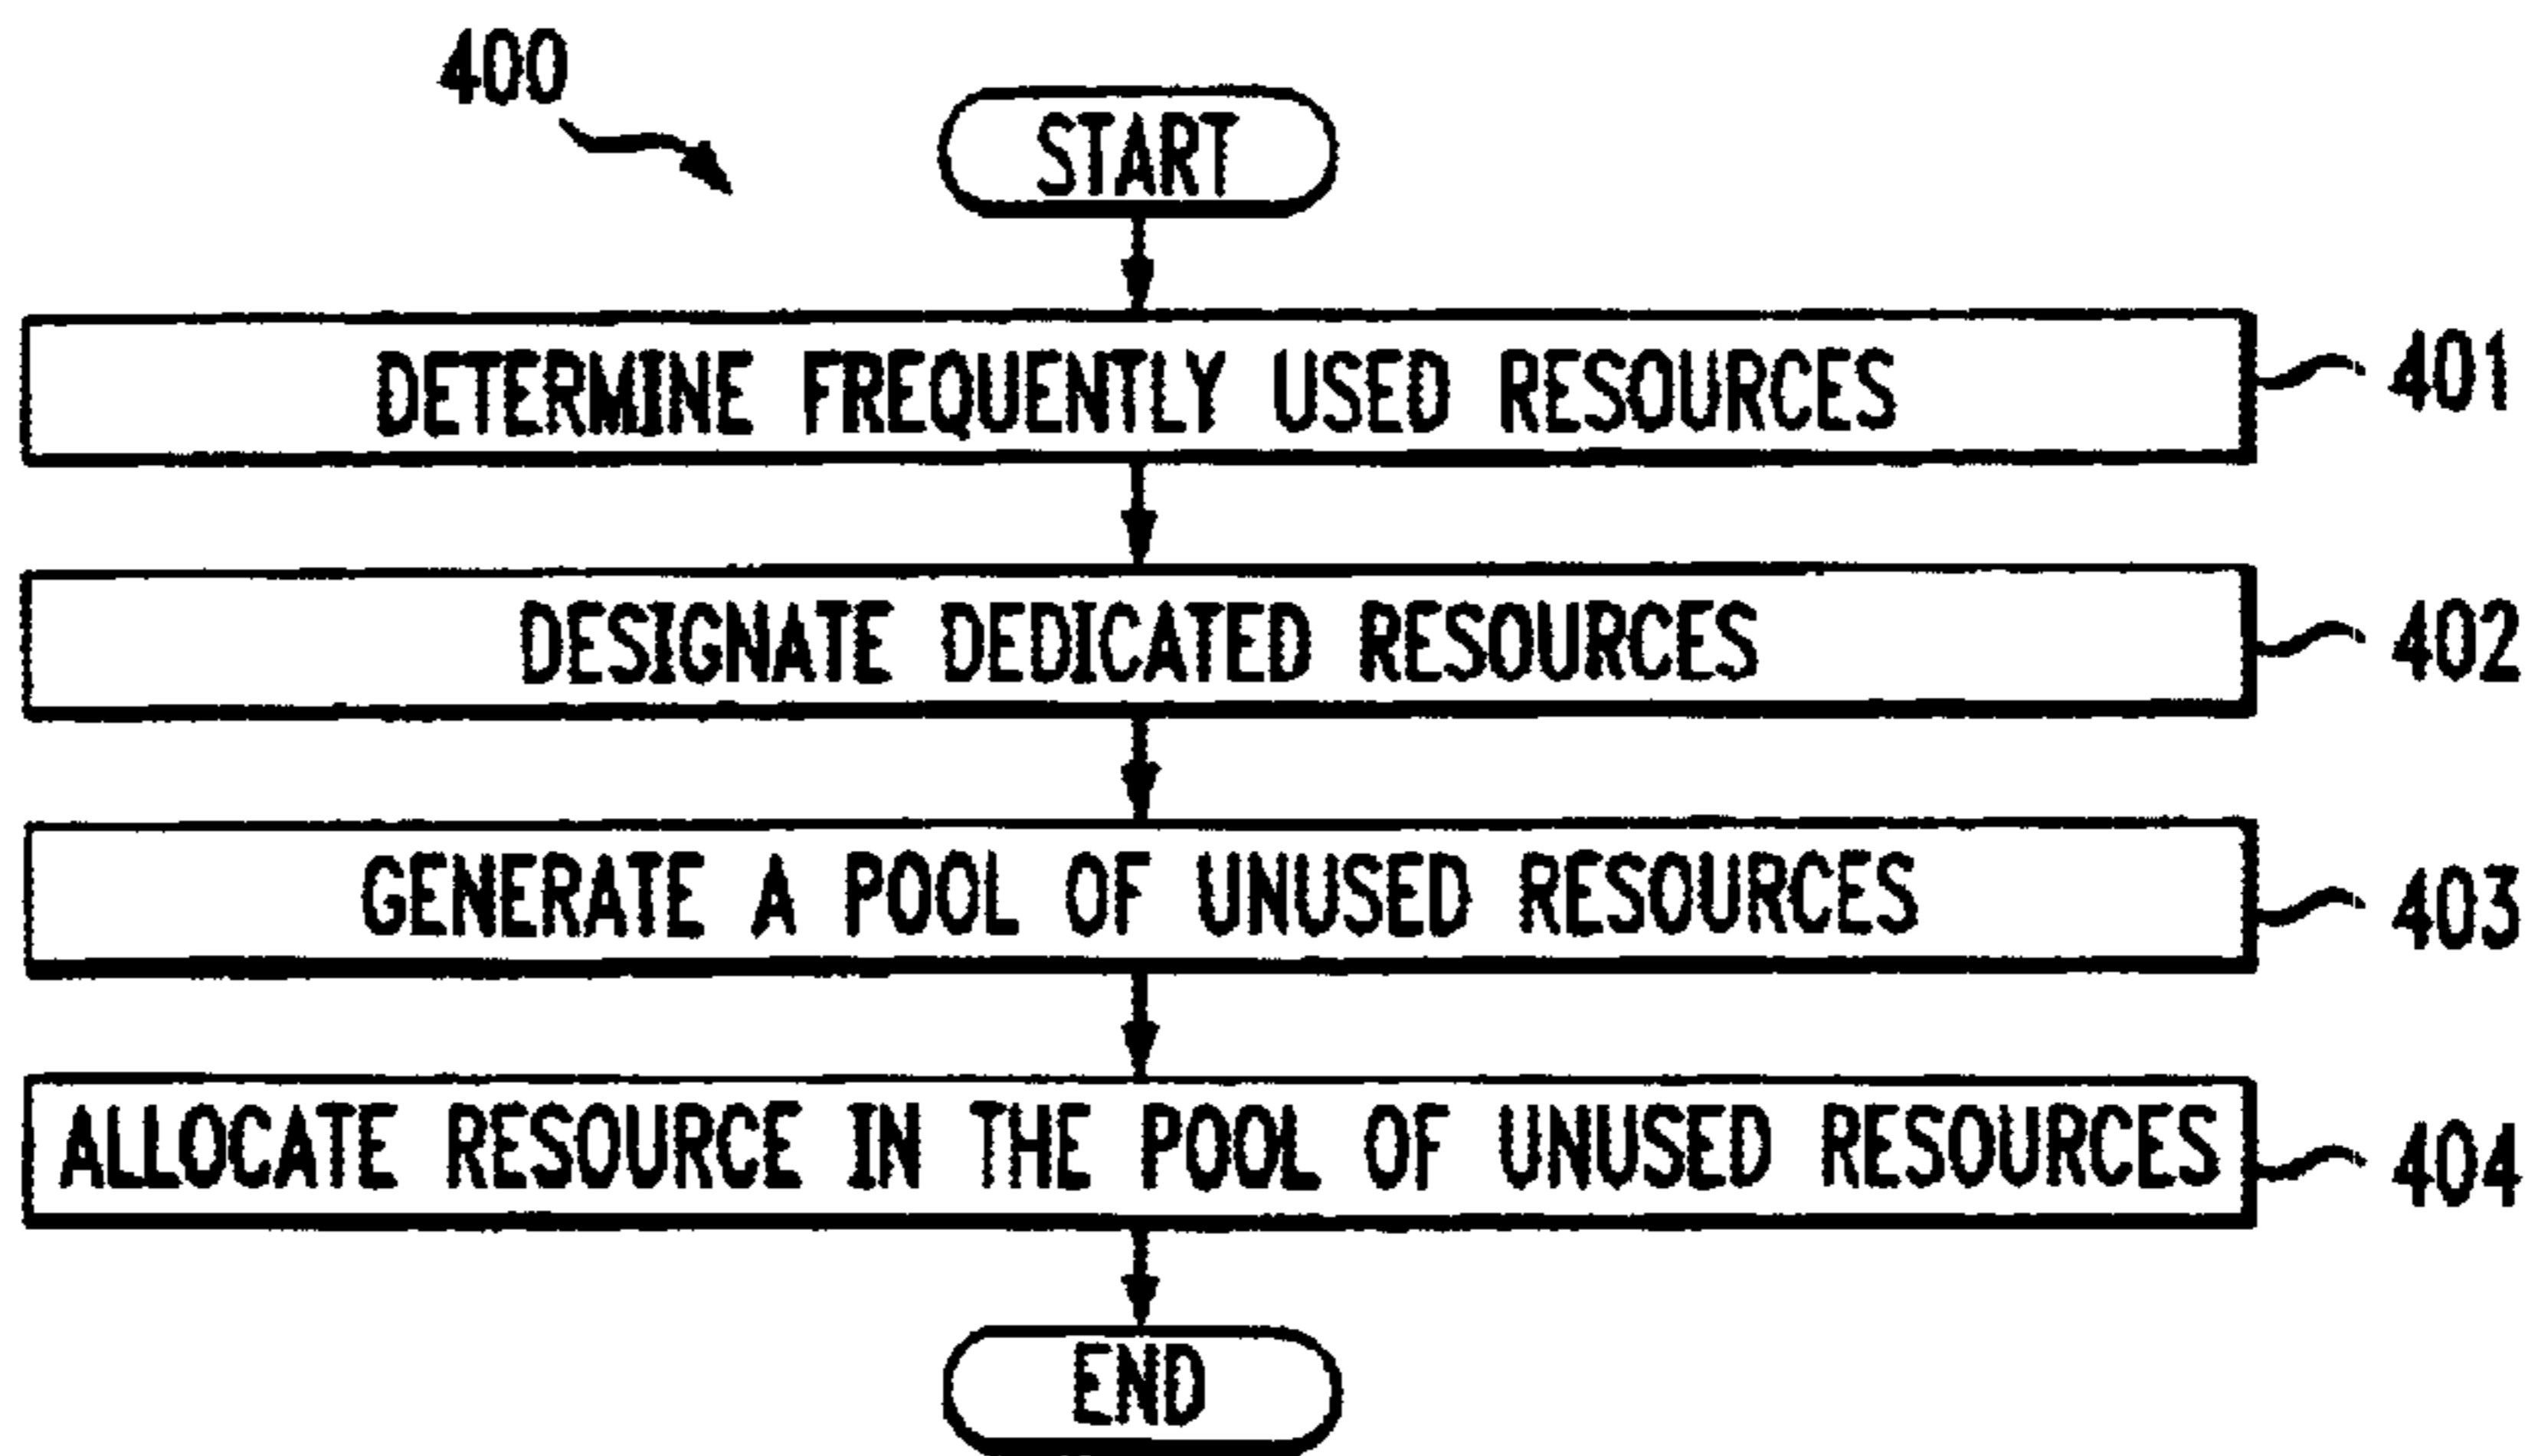 400
START
DETERMINE FREQUENTLY USED RESOURCES
401
DESIGNATE DEDICATED RESOURCES
402
GENERATE A POOL OF UNUSED RESOURCES
403
ALLOCATE RESOURCE IN THE POOL OF UNUSED RESOURCES
404
END